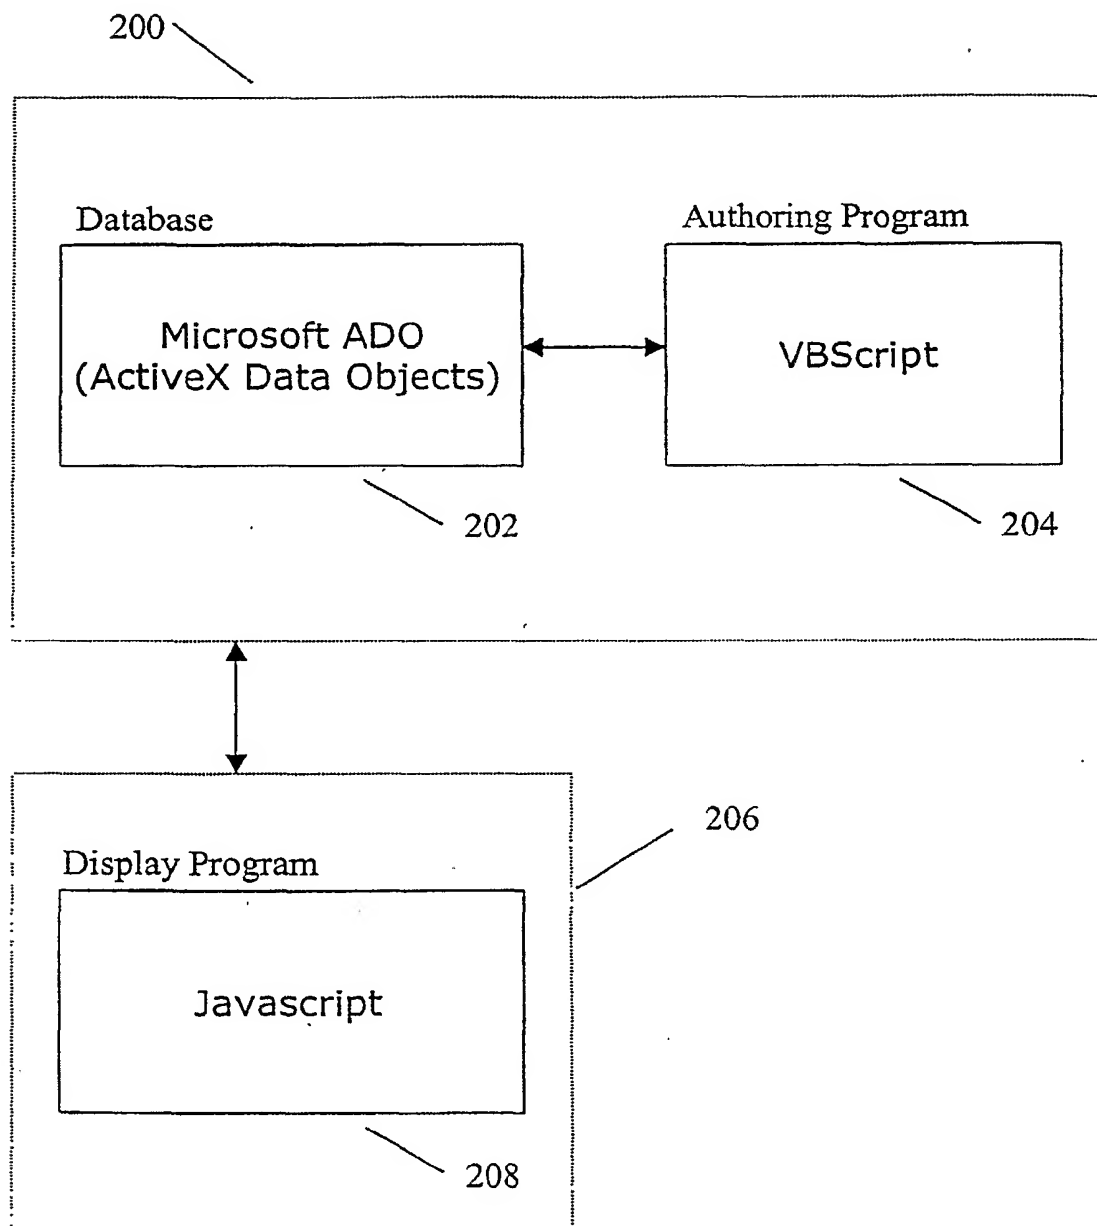 200
Database
Authoring Program
Microsoft ADO
(ActiveX Data Objects)
VBScript
202
204
206
Display Program
Javascript
208